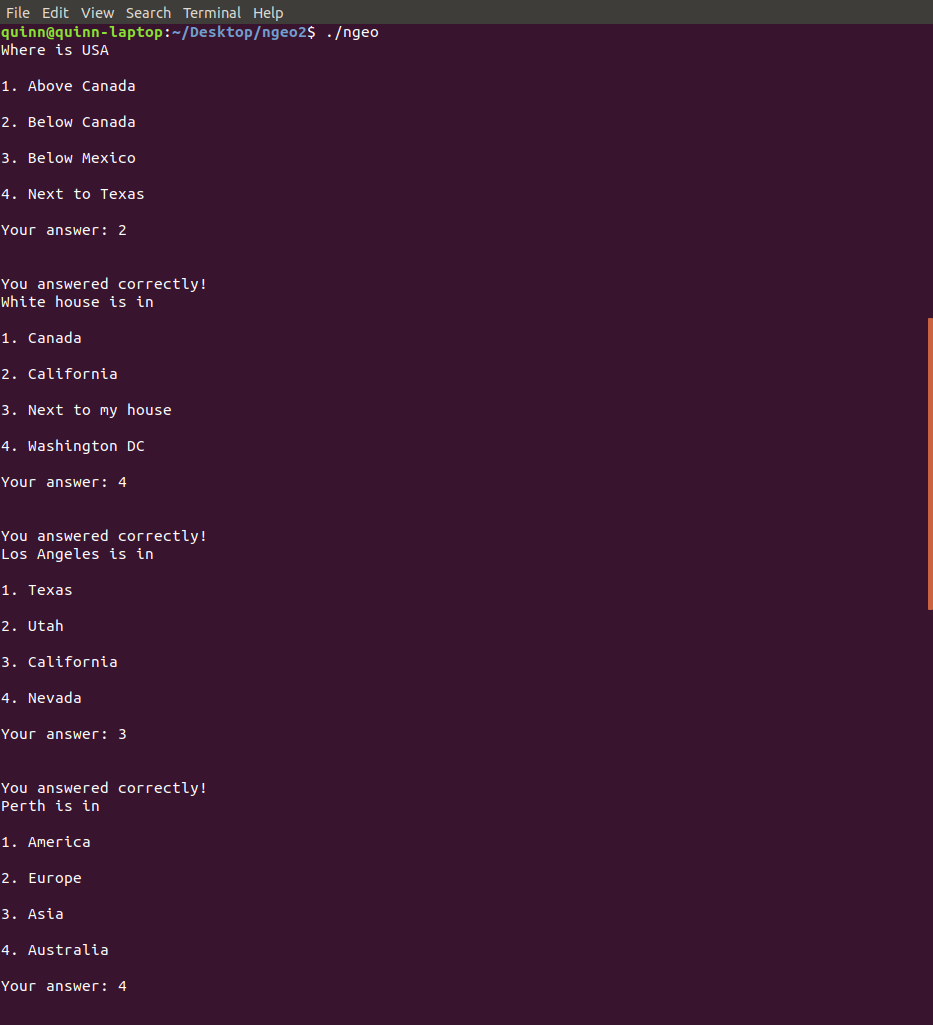 File Edit View Search Terminal Help
quinn@quinn-laptop:~/Desktop/ngeo2$ ./ngeo
Where is USA
1. Above Canada
2. Below Canada
3. Below Mexico
4. Next to Texas
Your answer: 2
You answered correctly!
White house is in
1. Canada
2. California
3. Next to my house
4. Washington DC
Your answer: 4
You answered correctly!
Los Angeles is in
1. Texas
2. Utah
3. California
4. Nevada
Your answer: 3
You answered correctly!
Perth is in
1. America
2. Europe
3. Asia
4. Australia
Your answer: 4